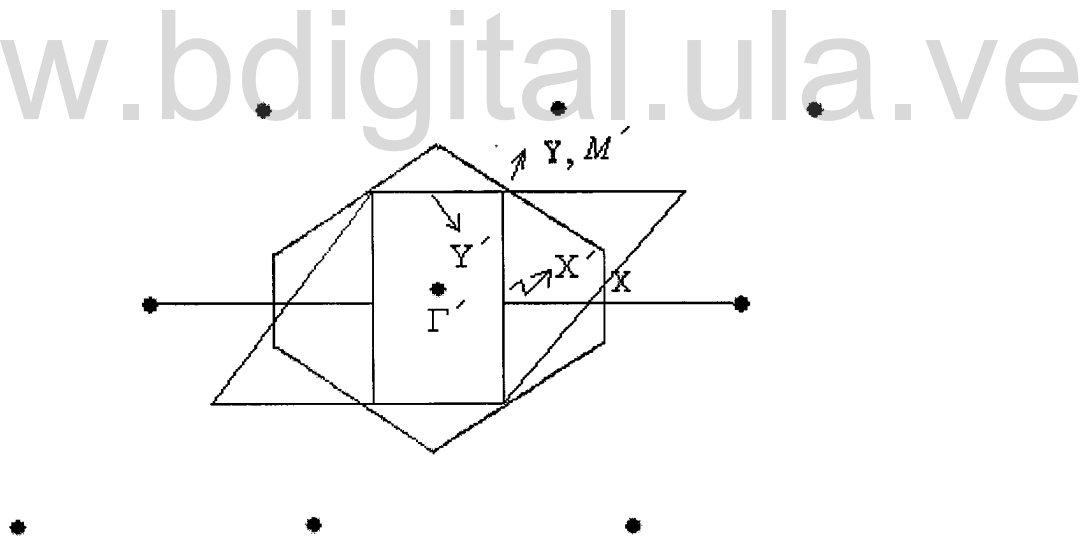 w.bdigital.ula.ve
Y, M´
Y´
X´
X
Γ´